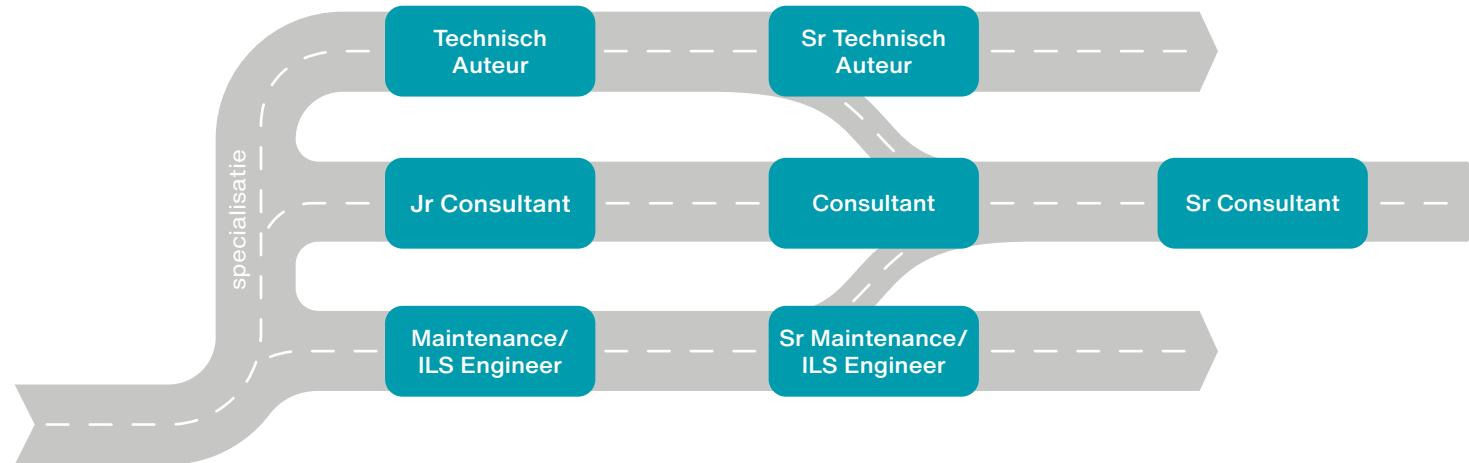 specialisatie
Technisch
Auteur
Sr Technisch
Auteur
Jr Consultant
Consultant
Sr Consultant
Maintenance/
ILS Engineer
Sr Maintenance/
ILS Engineer